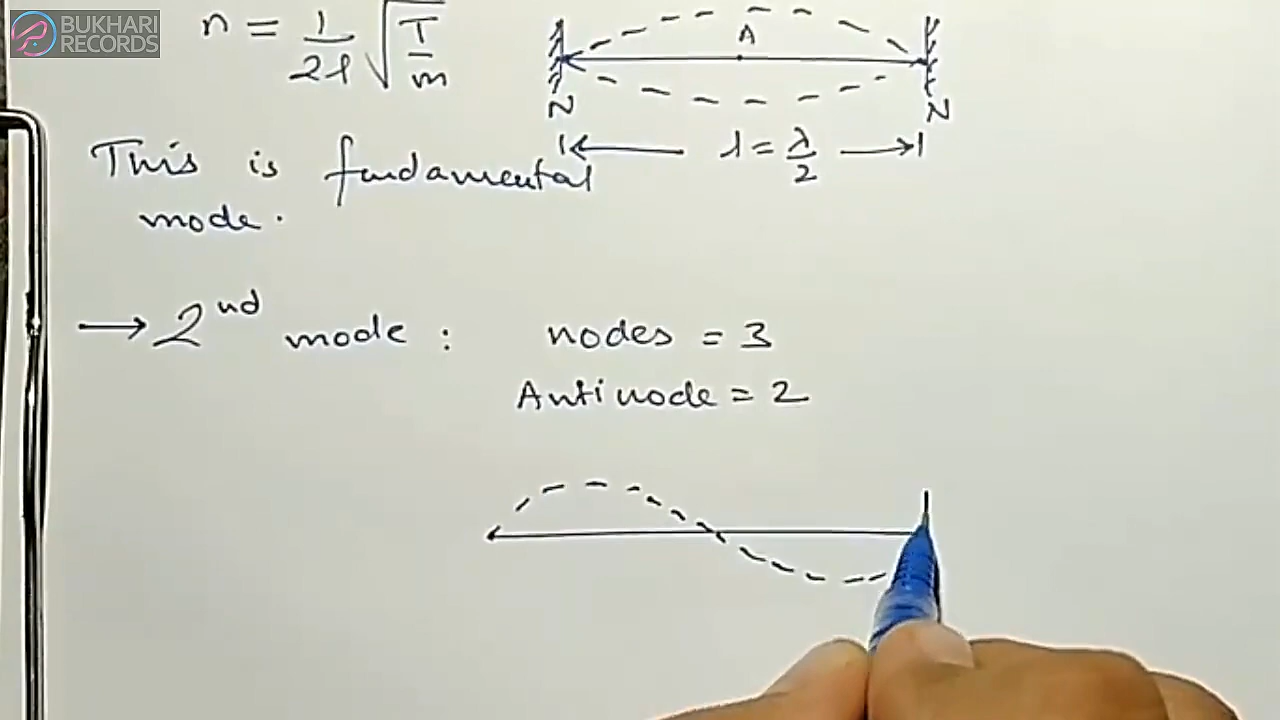 BUKHARI
RECORDS
n = 1/2l √T/m
A
N N
l = λ/2
This is fundamental
mode.
→ 2nd mode : nodes = 3
Antinode = 2